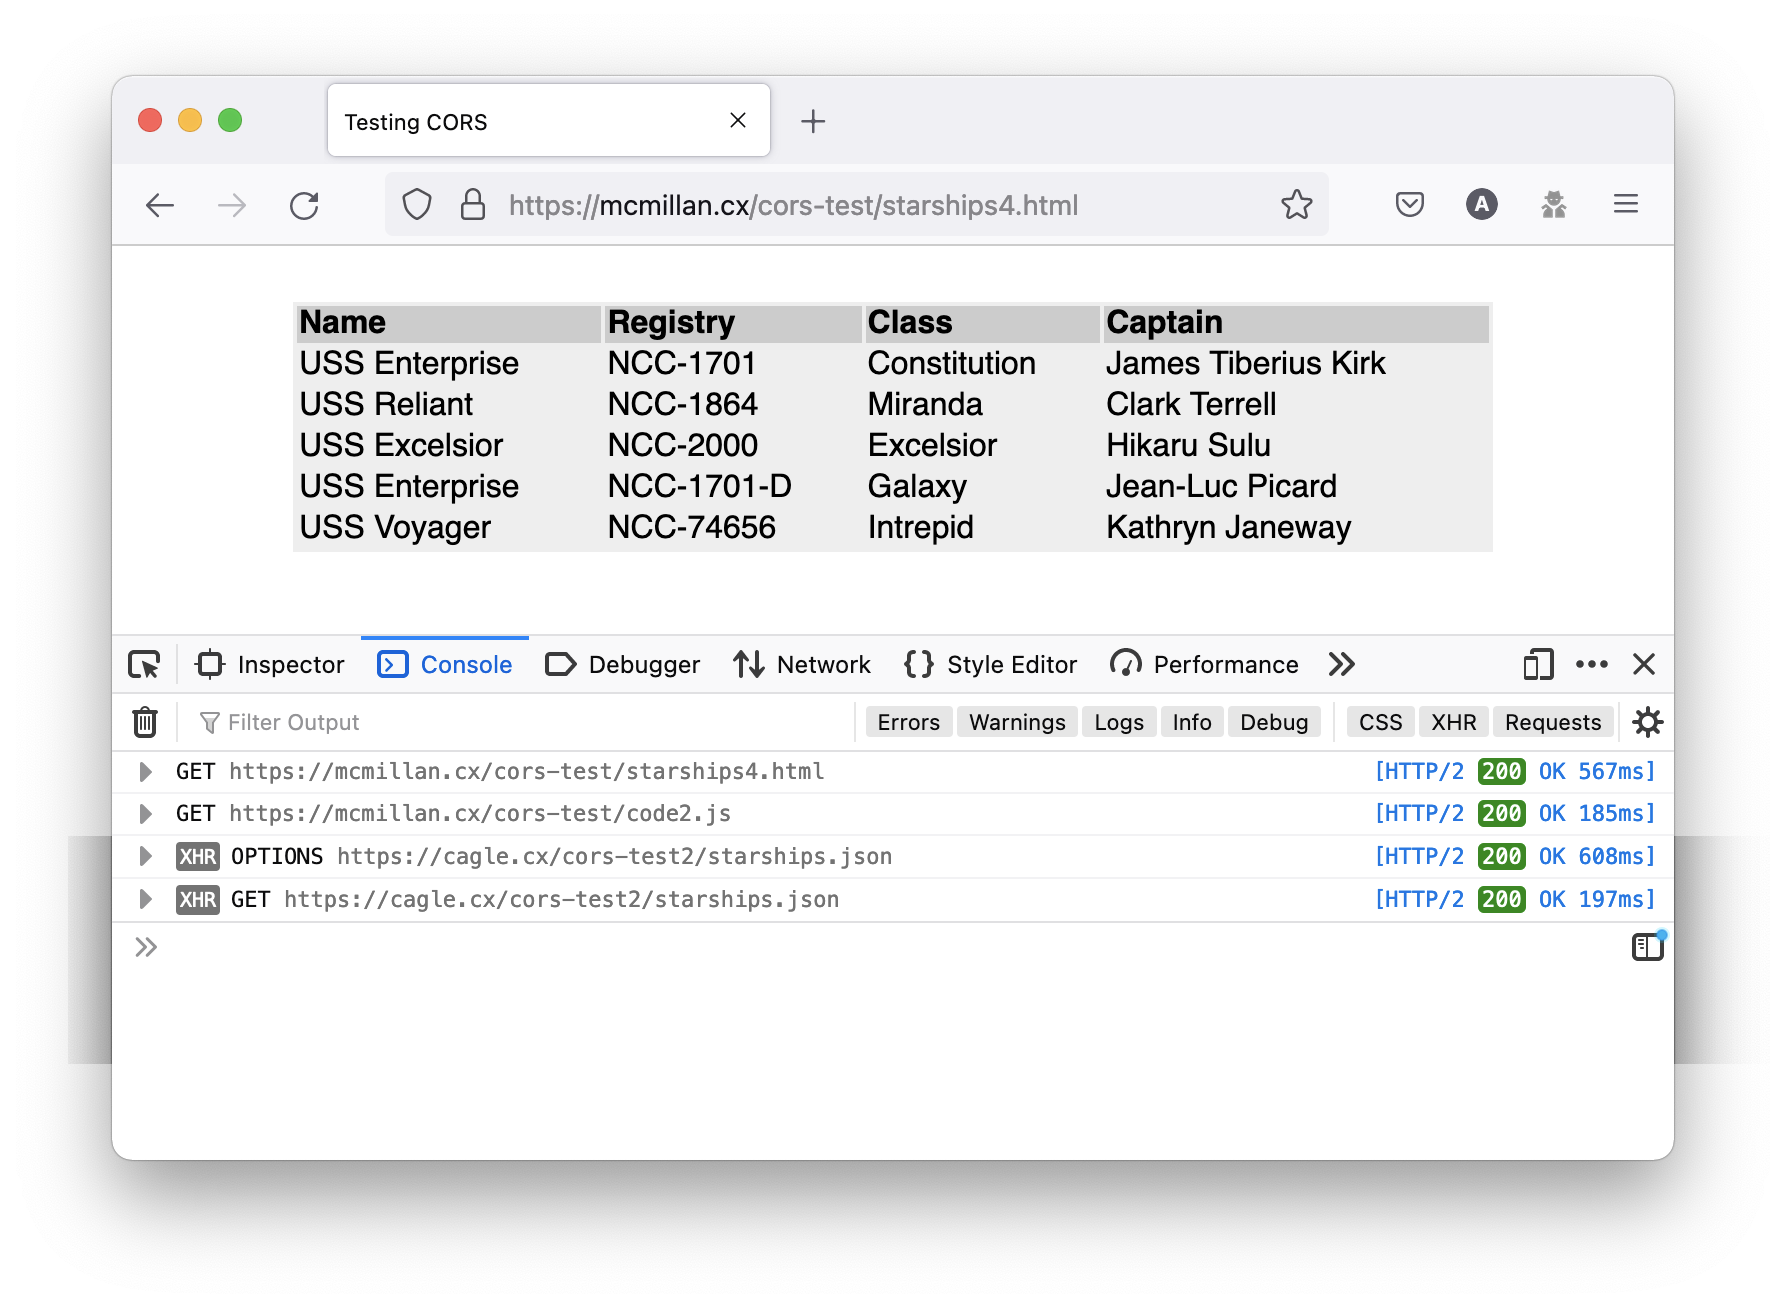 Testing CORS
https://mcmillan.cx/cors-test/starships4.html
A
Name Registry Class Captain
USS Enterprise NCC-1701 Constitution James Tiberius Kirk
USS Reliant NCC-1864 Miranda Clark Terrell
USS Excelsior NCC-2000 Excelsior Hikaru Sulu
USS Enterprise NCC-1701-D Galaxy Jean-Luc Picard
USS Voyager NCC-74656 Intrepid Kathryn Janeway
Inspector Console Debugger Network Style Editor Performance
Filter Output Errors Warnings Logs Info Debug CSS XHR Requests
GET https://mcmillan.cx/cors-test/starships4.html [HTTP/2 200 OK 567ms]
GET https://mcmillan.cx/cors-test/code2.js [HTTP/2 200 OK 185ms]
XHR OPTIONS https://cagle.cx/cors-test2/starships.json [HTTP/2 200 OK 608ms]
XHR GET https://cagle.cx/cors-test2/starships.json [HTTP/2 200 OK 197ms]